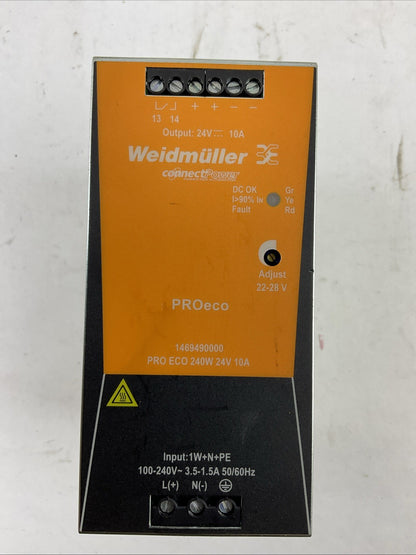 13 14 + + - -
Output: 24V⎓ 10A
Weidmüller
connectPower
DC OK Gr
I>90% IN Ye
Fault Rd
Adjust
22-28 V
PROeco
1469490000
PRO ECO 240W 24V 10A
Input:1W+N+PE
100-240V~ 3.5-1.5A 50/60Hz
L(+) N(-)